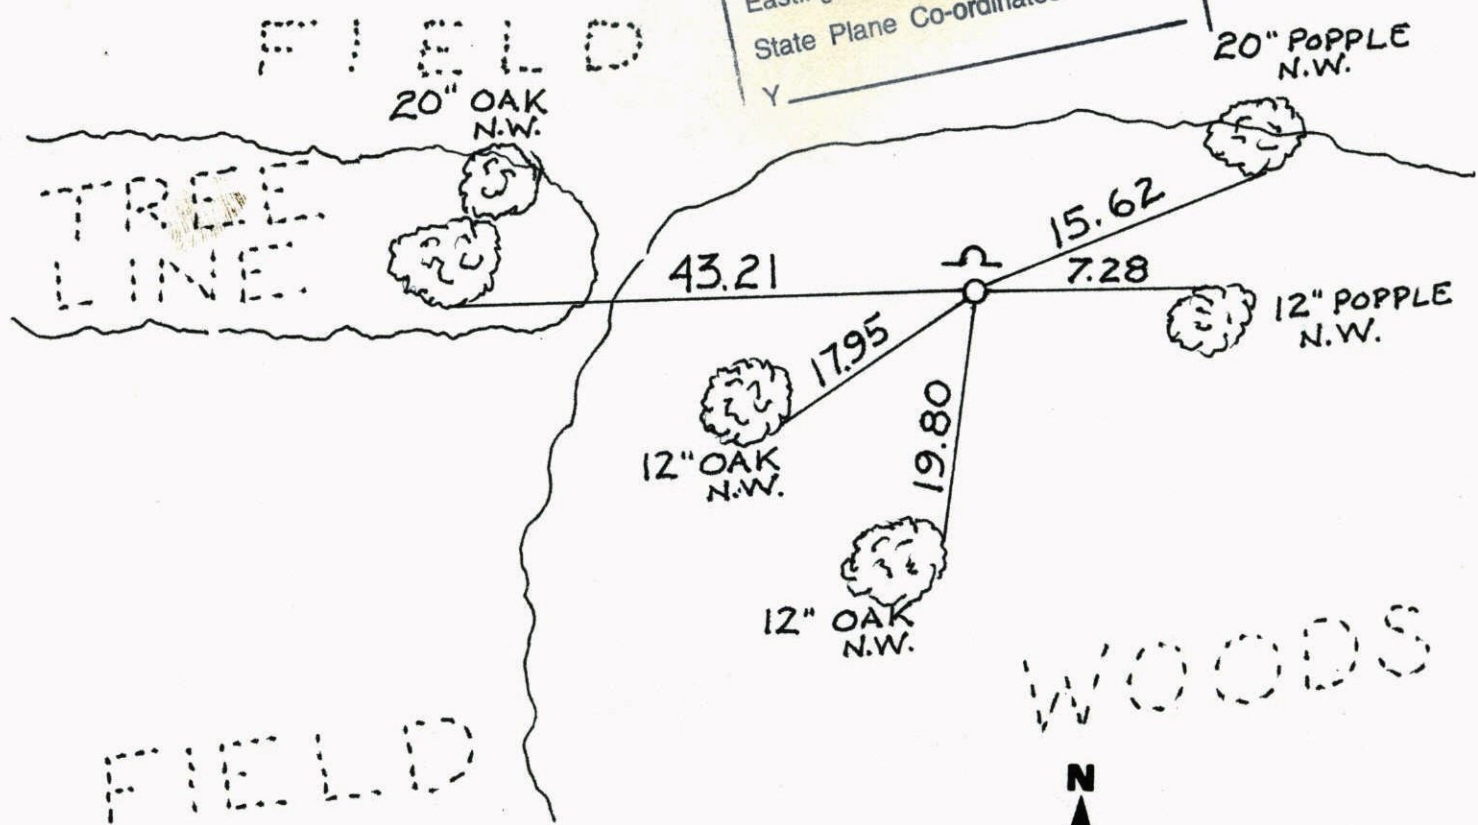 FIELD
State Plane Co-ordinates
Y
20" POPPLE
N.W.
20" OAK
N.W.
TREE
LINE
15.62
43.21
7.28
12" POPPLE
N.W.
17.95
19.80
12" OAK
N.W.
12" OAK
N.W.
WOODS
FIELD
N